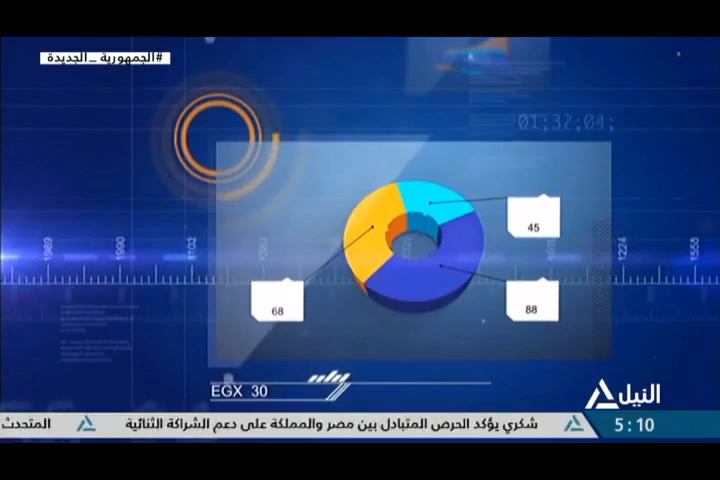 #الجمهورية_الجديدة
01;32;04;
1989
1990
1102
1224
1555
45
68
88
EGX 30
النيل
شكري يؤكد الحرص المتبادل بين مصر والمملكة على دعم الشراكة الثنائية
المتحدث
5:10